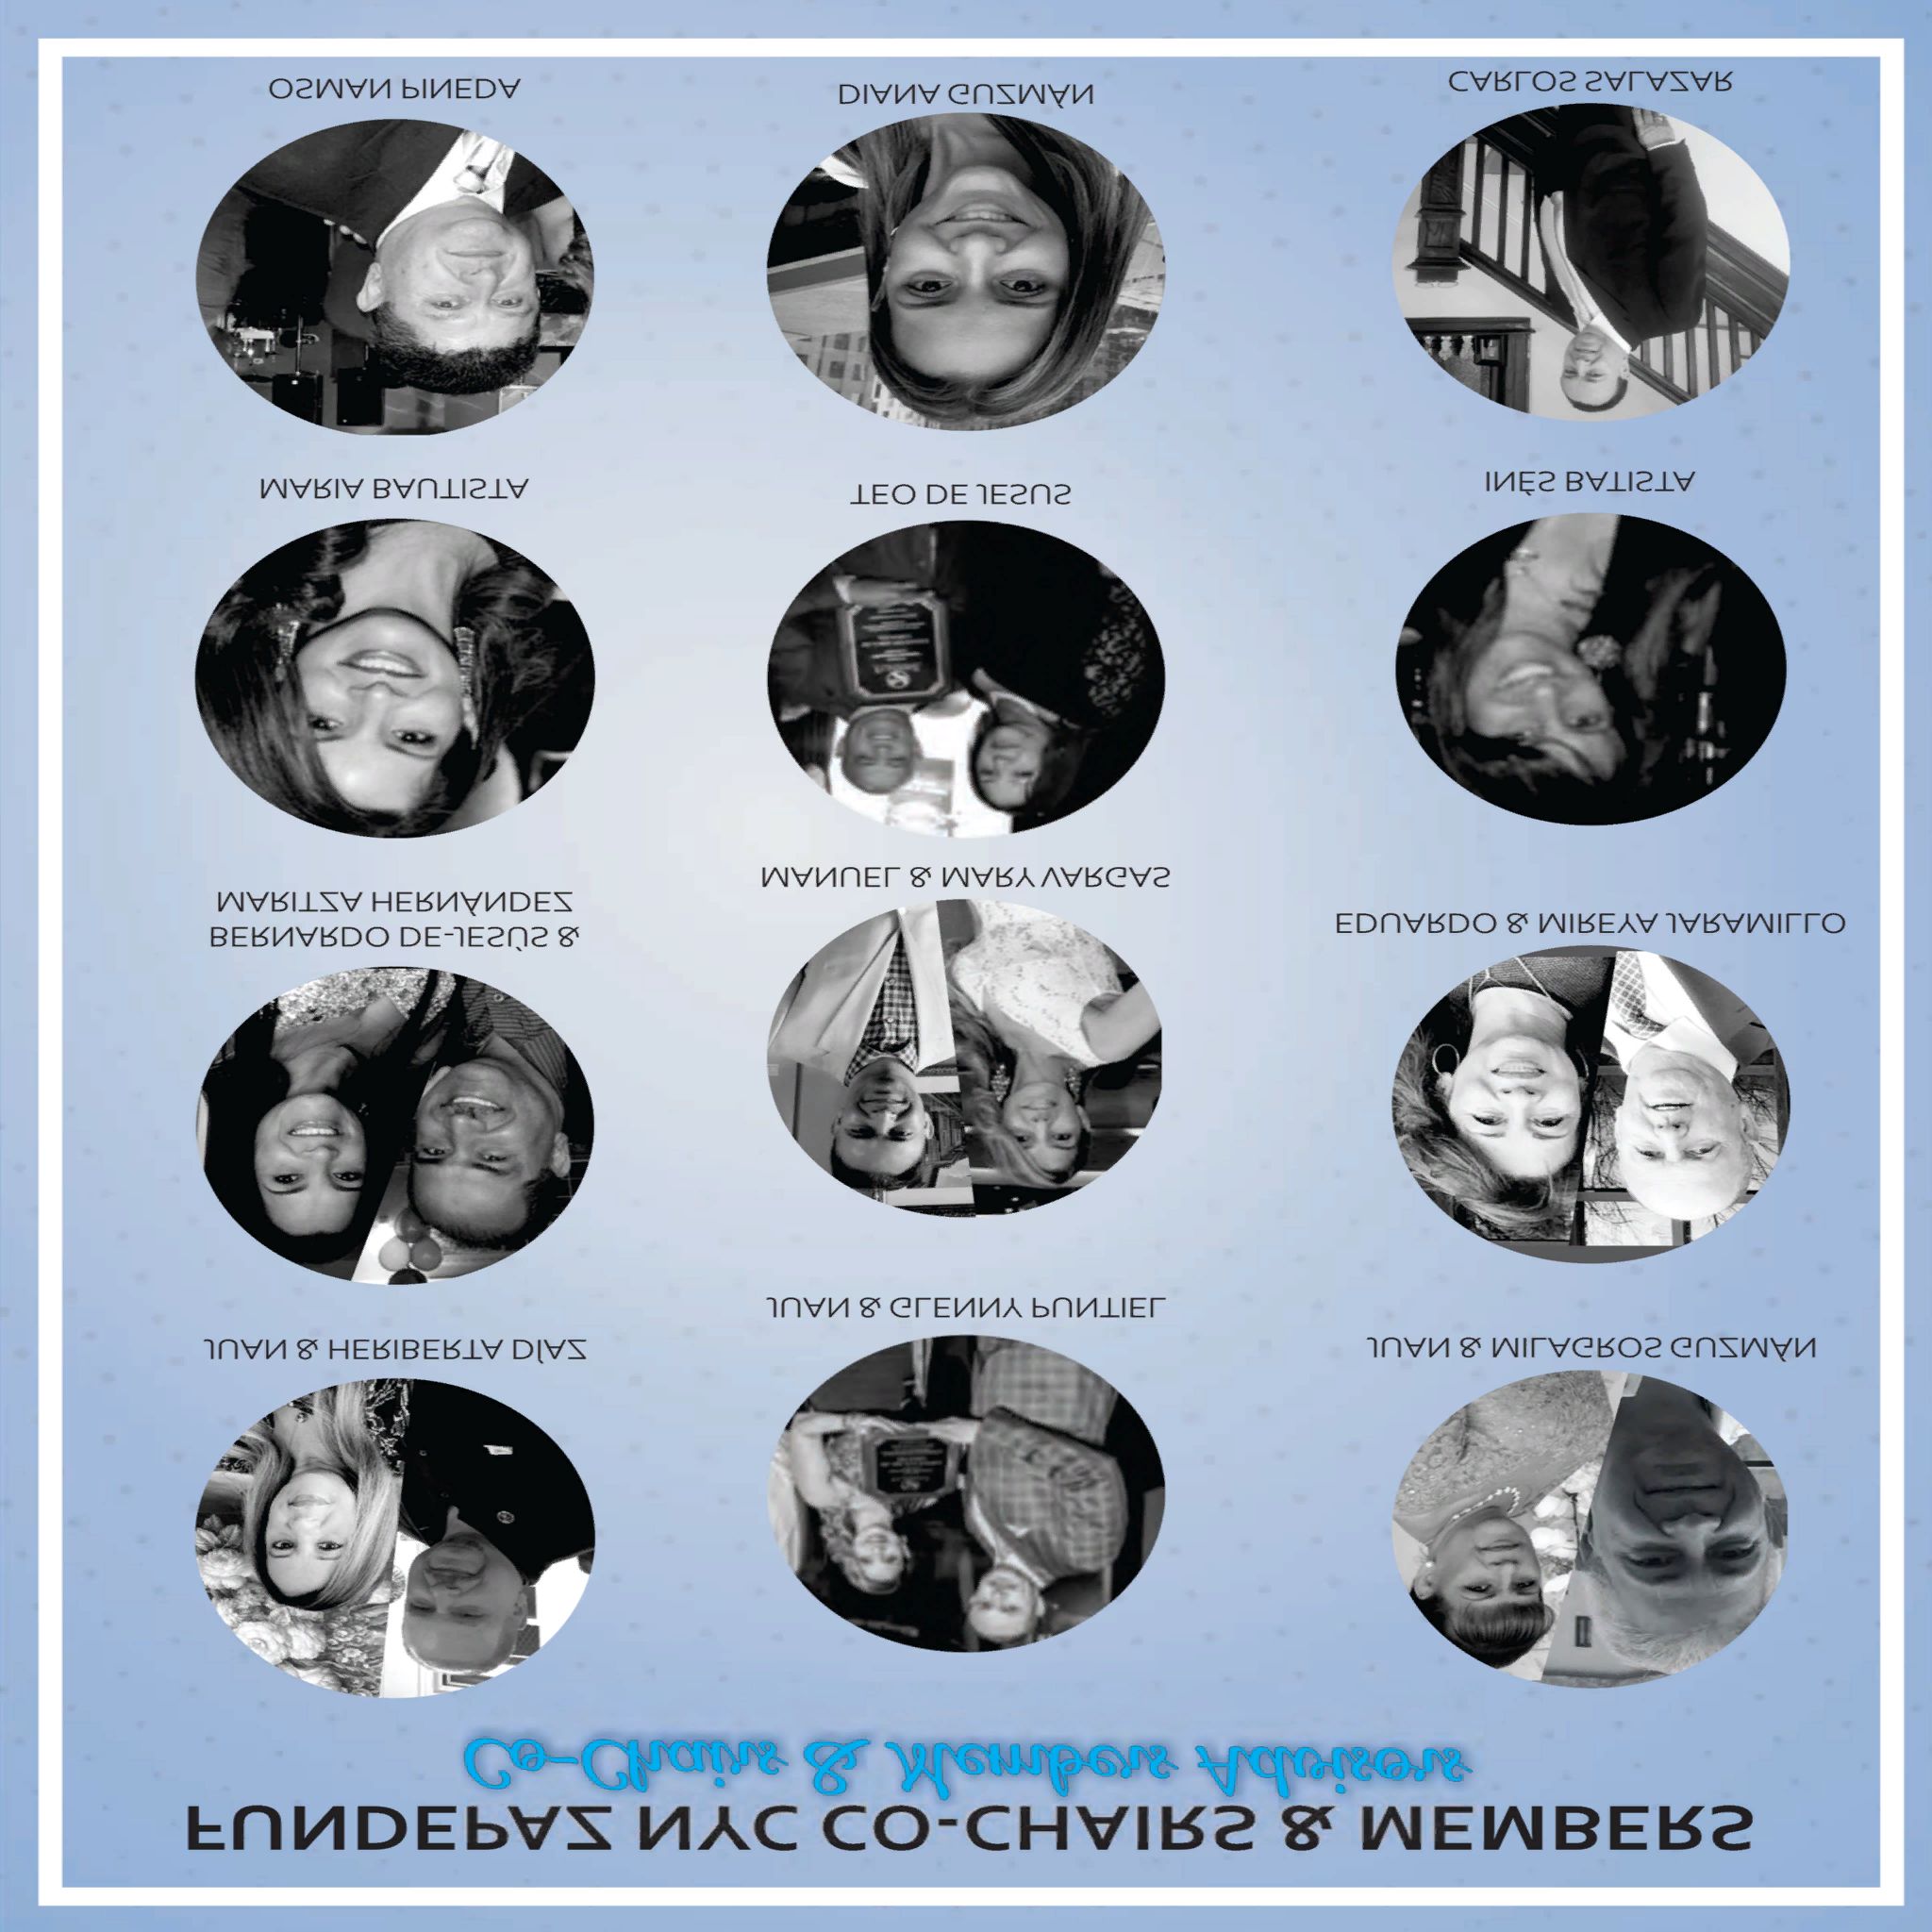 FUNDEPAZ NYC CO-CHAIRS & MEMBERS
Co-Chairs & Members Advisers
JUAN & HERIBERTA DÍAZ
JUAN & GLENNY PUNTIEL
JUAN & MILAGROS GUZMÁN
BERNARDO DE-JESÚS &
MARITZA HERNÁNDEZ
MANUEL & MARY VARGAS
EDUARDO & MIREYA JARAMILLO
MARIA BAUTISTA
TEO DE JESUS
INÉS BATISTA
OSMAN PINEDA
DIANA GUZMÁN
CARLOS SALAZAR